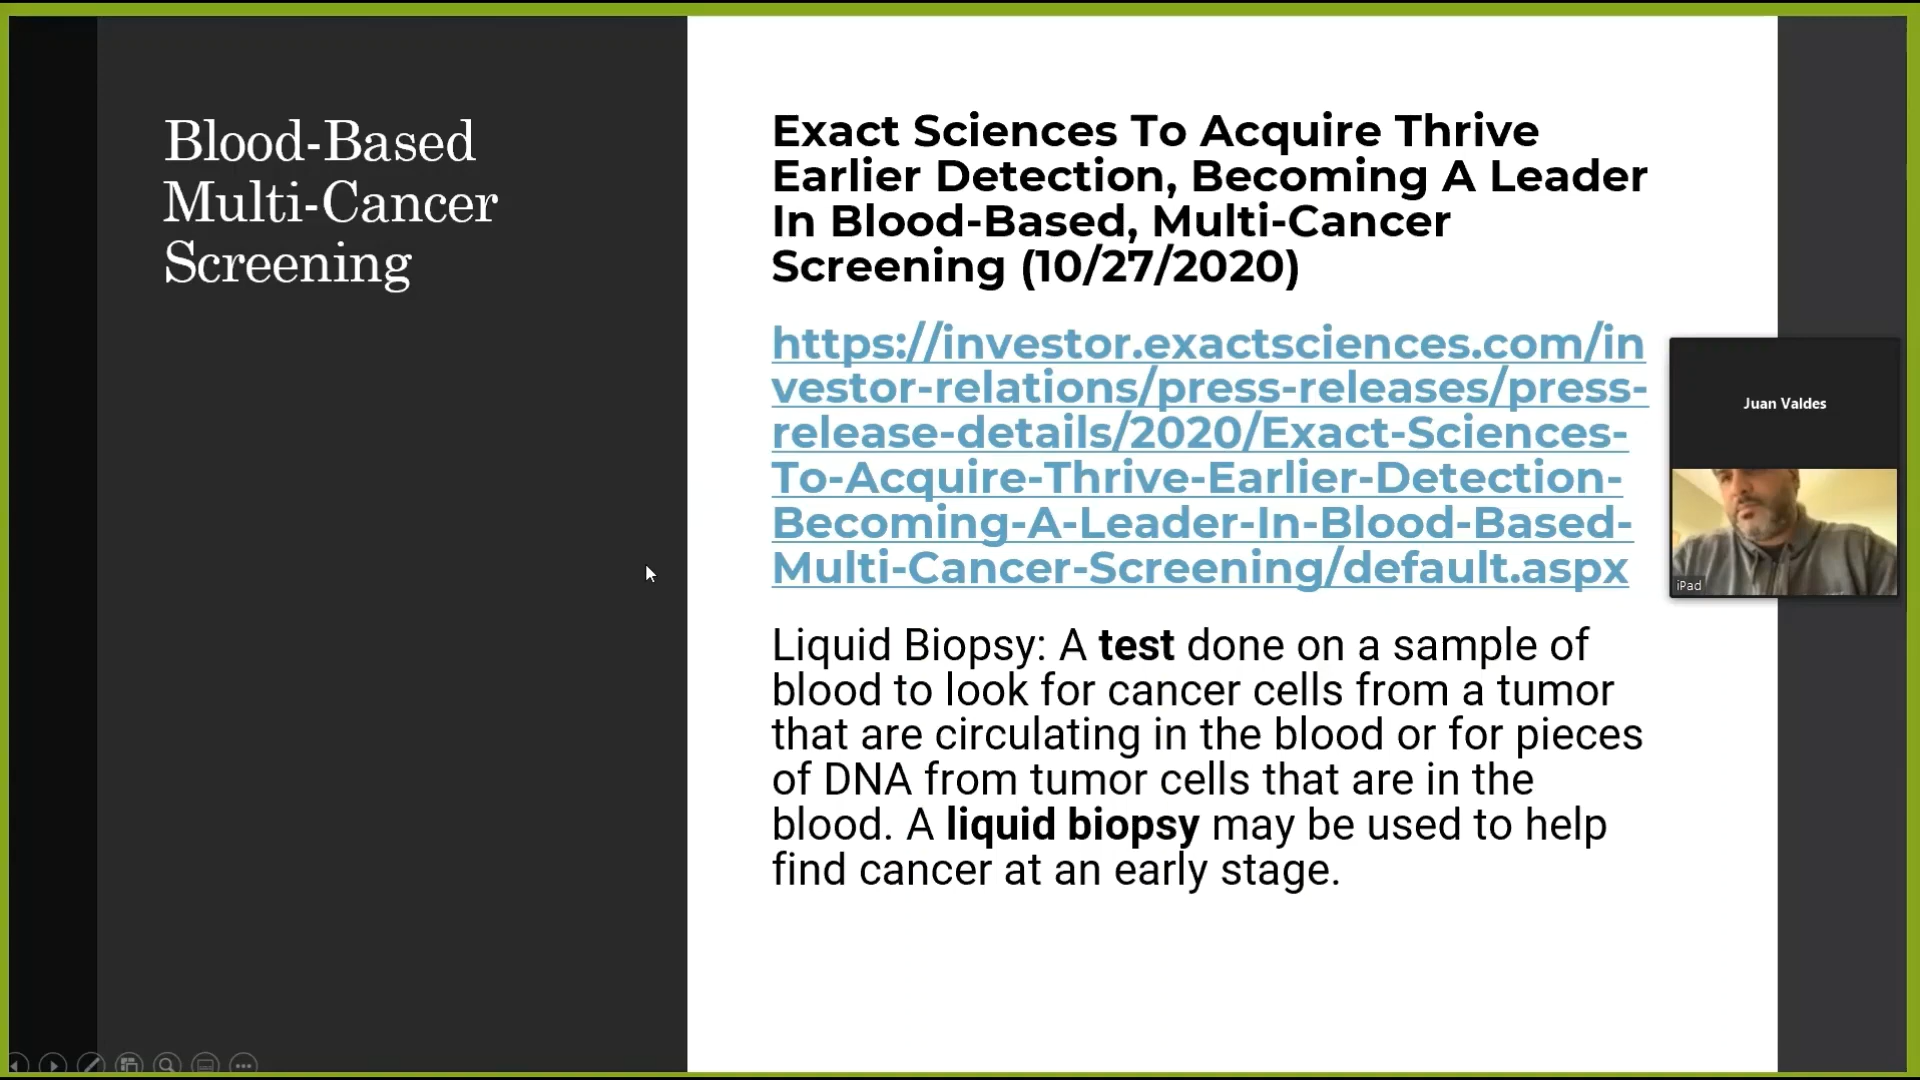 Blood-Based
Multi-Cancer
Screening
Exact Sciences To Acquire Thrive
Earlier Detection, Becoming A Leader
In Blood-Based, Multi-Cancer
Screening (10/27/2020)
https://investor.exactsciences.com/in
vestor-relations/press-releases/press-
release-details/2020/Exact-Sciences-
To-Acquire-Thrive-Earlier-Detection-
Becoming-A-Leader-In-Blood-Based-
Multi-Cancer-Screening/default.aspx
Liquid Biopsy: A test done on a sample of
blood to look for cancer cells from a tumor
that are circulating in the blood or for pieces
of DNA from tumor cells that are in the
blood. A liquid biopsy may be used to help
find cancer at an early stage.
Juan Valdes
iPad